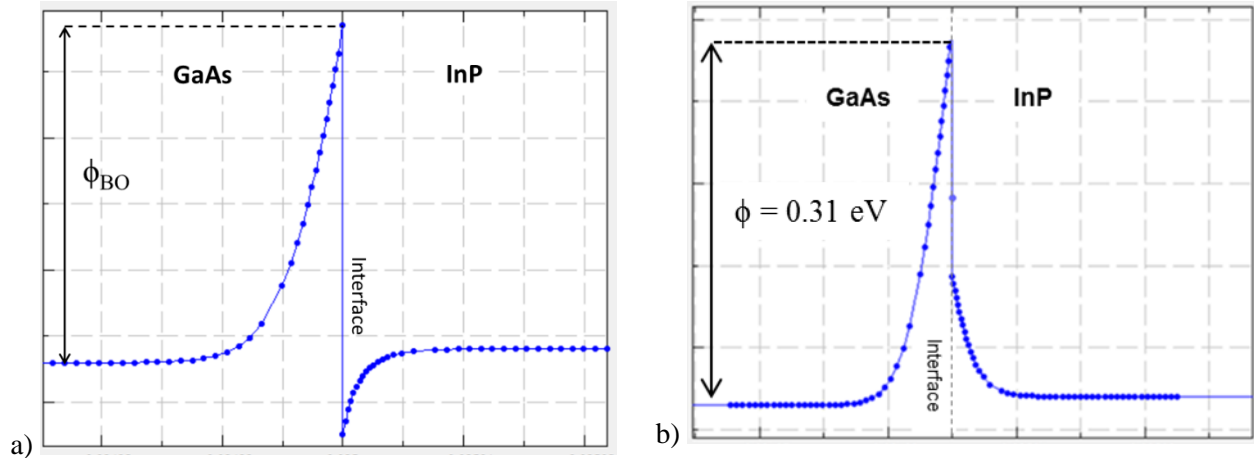 GaAs
InP
ϕBO
Interface
a)
GaAs
InP
ϕ = 0.31 eV
Interface
b)